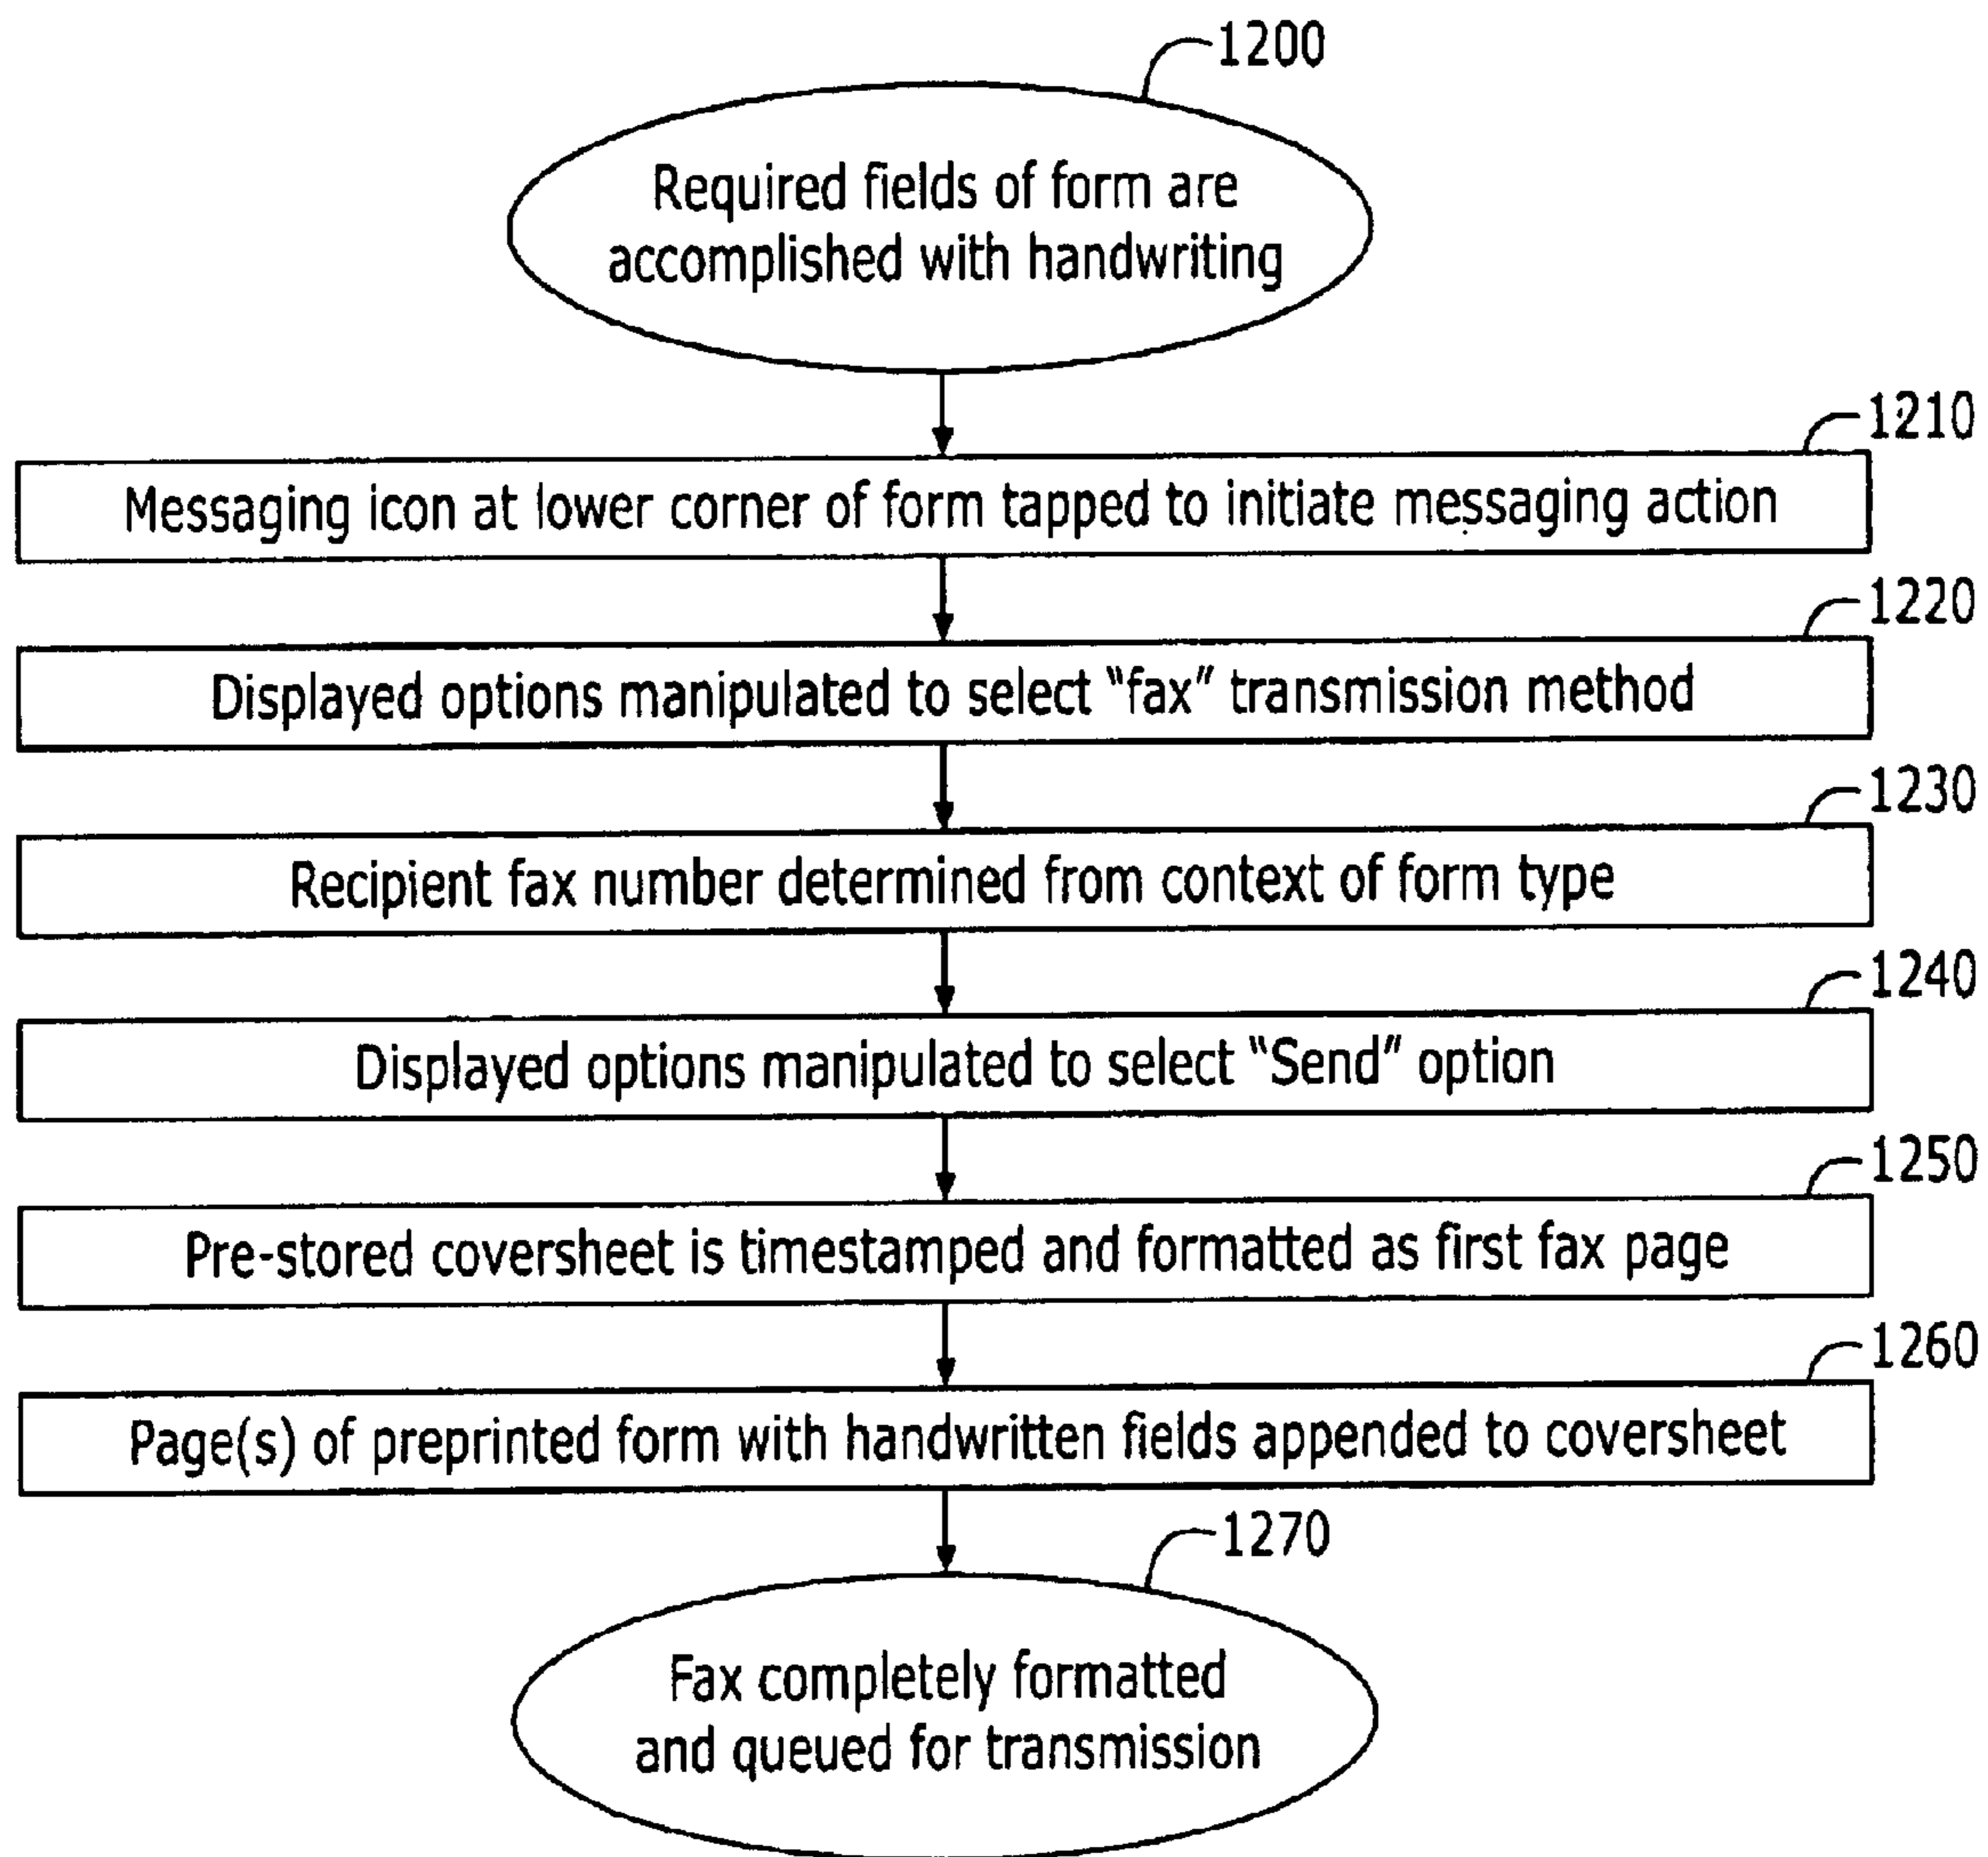 1200
Required fields of form are
accomplished with handwriting
1210
Messaging icon at lower corner of form tapped to initiate messaging action
1220
Displayed options manipulated to select “fax” transmission method
1230
Recipient fax number determined from context of form type
1240
Displayed options manipulated to select “Send” option
1250
Pre-stored coversheet is timestamped and formatted as first fax page
1260
Page(s) of preprinted form with handwritten fields appended to coversheet
1270
Fax completely formatted
and queued for transmission